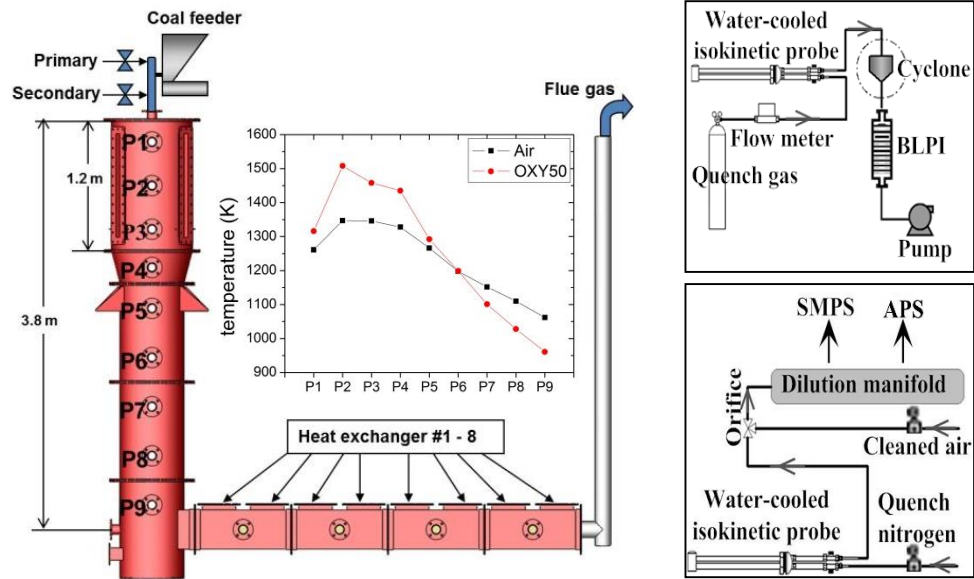 Coal feeder
Primary
Secondary
Flue gas
P1
P2
P3
P4
P5
P6
P7
P8
P9
1.2 m
3.8 m
temperature (K)
1600
1500
1400
1300
1200
1100
1000
900
P1 P2 P3 P4 P5 P6 P7 P8 P9
Air
OXY50
Heat exchanger #1 - 8
Water-cooled
isokinetic probe
Cyclone
Flow meter
BLPI
Quench gas
Pump
SMPS APS
Dilution manifold
Orifice
Cleaned air
Water-cooled
isokinetic probe
Quench
nitrogen